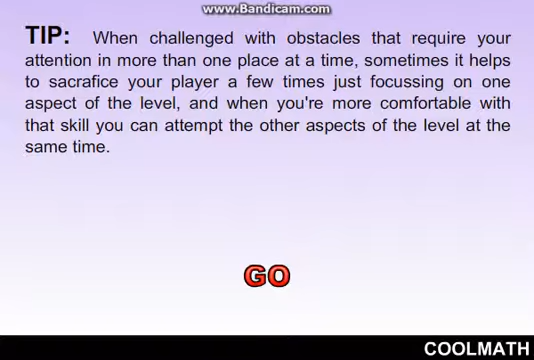 www.Bandicam.com
TIP: When challenged with obstacles that require your
attention in more than one place at a time, sometimes it helps
to sacrafice your player a few times just focussing on one
aspect of the level, and when you're more comfortable with
that skill you can attempt the other aspects of the level at the
same time.
GO
COOLMATH